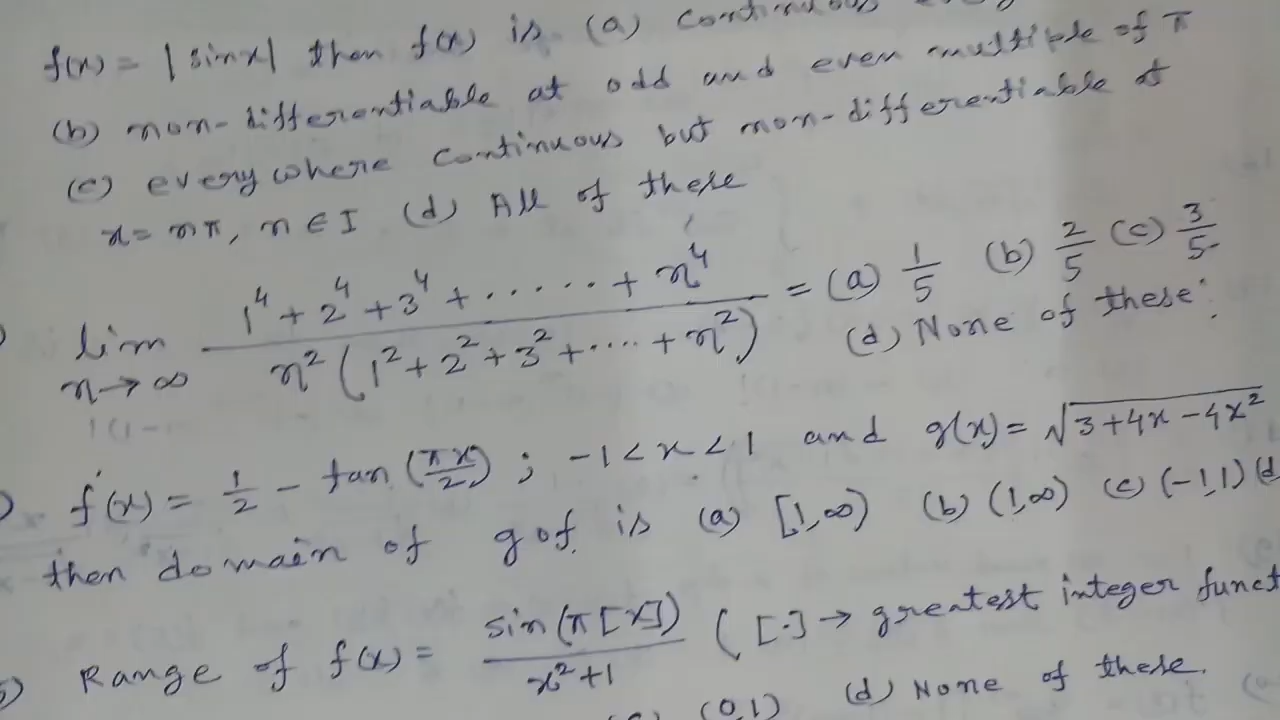 f(x) = |sinx| then f(x) is (a) continuous
(b) non-differentiable at odd and even multiple of π
(c) everywhere continuous but non-differentiable at
x = nπ, n ∈ I (d) All of these
lim n→∞ (1⁴ + 2⁴ + 3⁴ + ...... + n⁴) / (n² (1² + 2² + 3² + .... + n²)) = (a) 1/5 (b) 2/5 (c) 3/5
(d) None of these.
f(x) = 1/2 - tan (πx/2) ; -1 < x < 1 and g(x) = √(3+4x-4x²)
then domain of gof is (a) [1,∞) (b) (1,∞) (c) (-1,1) (d
Range of f(x) = sin(π[x]) / (x²+1) ( [.] → greatest integer funct
(0,1) (d) None of these.